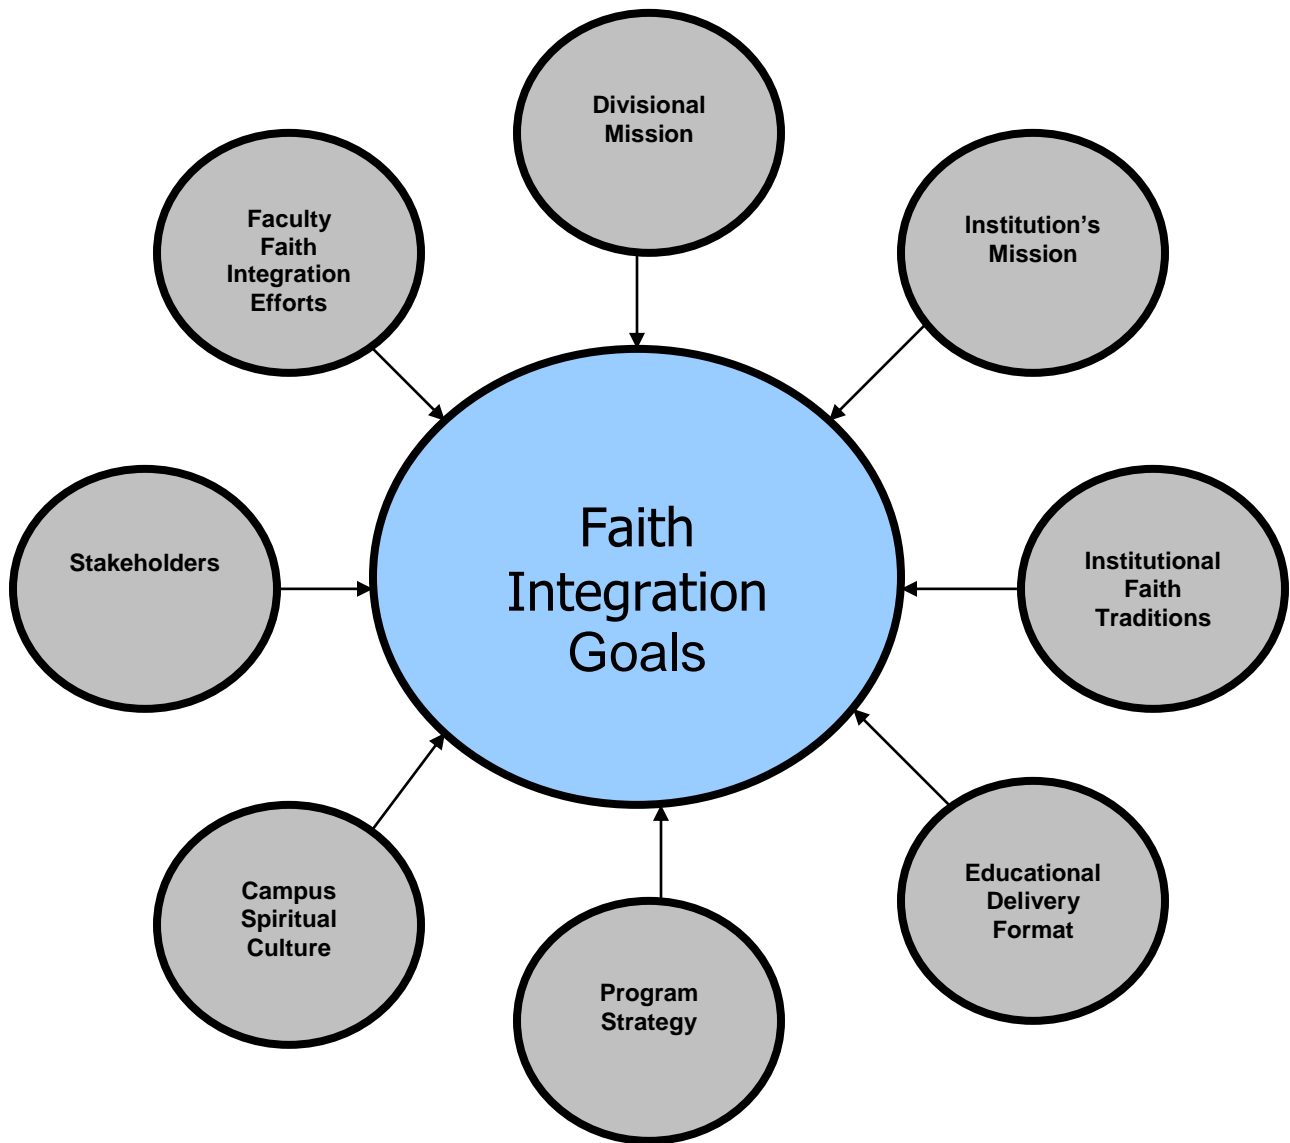 Divisional
Mission
Institution’s
Mission
Faculty
Faith
Integration
Efforts
Faith
Integration
Goals
Stakeholders
Institutional
Faith
Traditions
Campus
Spiritual
Culture
Educational
Delivery
Format
Program
Strategy